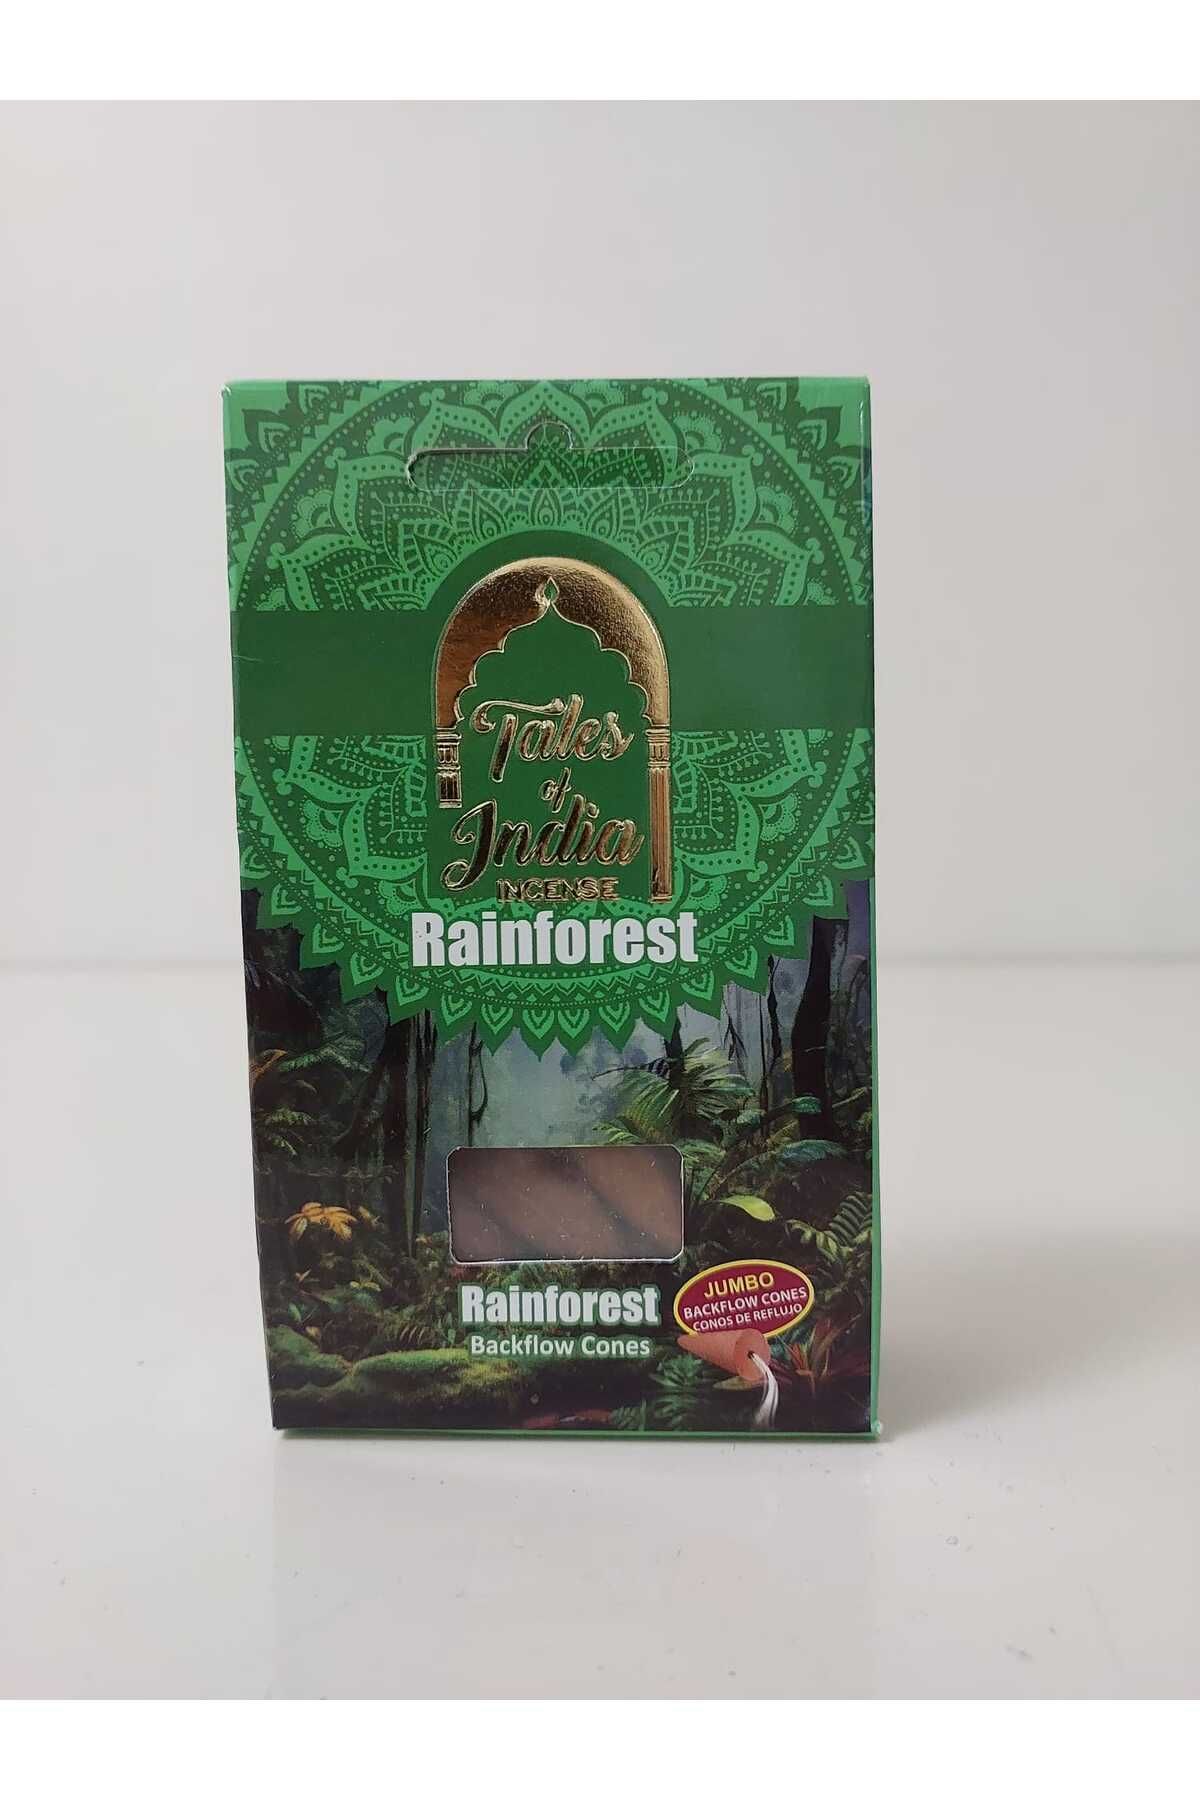 Tales
of
India
INCENSE
Rainforest
Rainforest
Backflow Cones
JUMBO
BACKFLOW CONES
CONOS DE REFLUJO